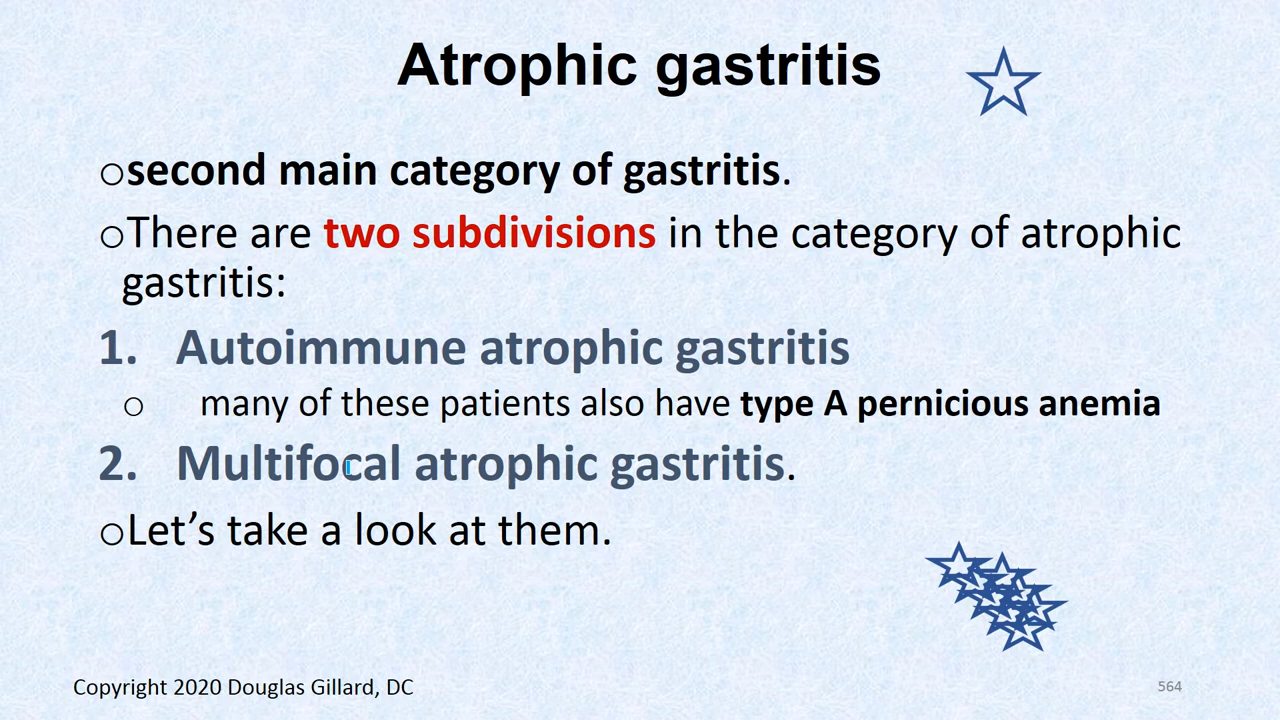 Atrophic gastritis
○second main category of gastritis.
○There are two subdivisions in the category of atrophic
gastritis:
1. Autoimmune atrophic gastritis
○ many of these patients also have type A pernicious anemia
2. Multifocal atrophic gastritis.
○Let’s take a look at them.
Copyright 2020 Douglas Gillard, DC
564